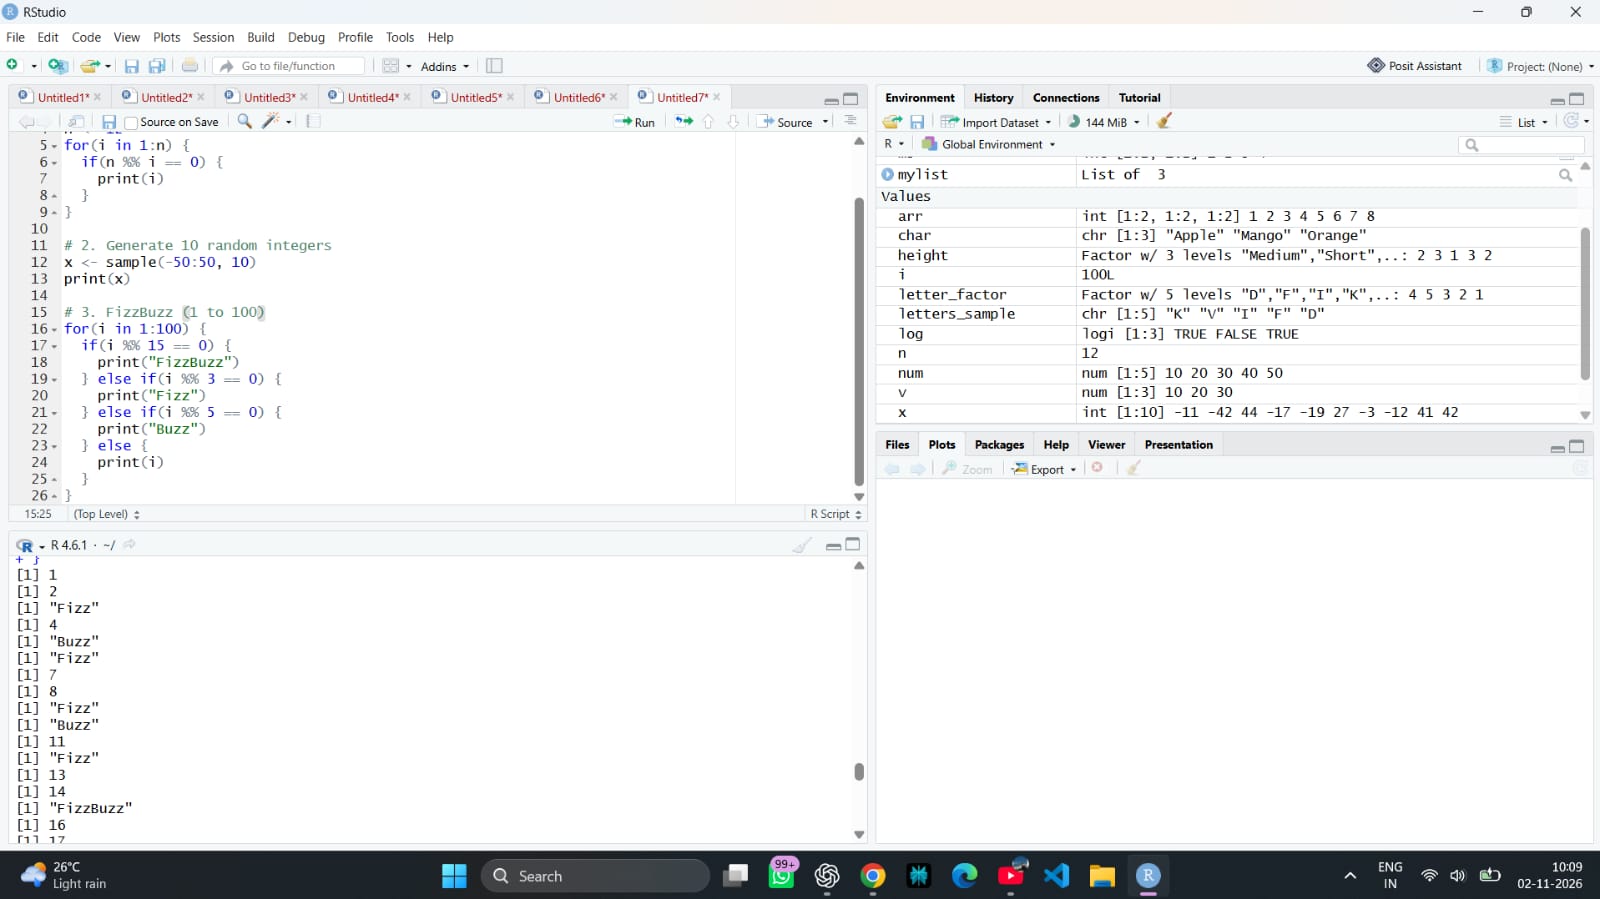 RStudio
File Edit Code View Plots Session Build Debug Profile Tools Help
Go to file/function Addins Posit Assistant Project: (None)
Untitled1* Untitled2* Untitled3* Untitled4* Untitled5* Untitled6* Untitled7*
Source on Save Run Source
5 for(i in 1:n) {
6 if(n %% i == 0) {
7 print(i)
8 }
9 }
10
11 # 2. Generate 10 random integers
12 x <- sample(-50:50, 10)
13 print(x)
14
15 # 3. FizzBuzz (1 to 100)
16 for(i in 1:100) {
17 if(i %% 15 == 0) {
18 print("FizzBuzz")
19 } else if(i %% 3 == 0) {
20 print("Fizz")
21 } else if(i %% 5 == 0) {
22 print("Buzz")
23 } else {
24 print(i)
25 }
26 }
15:25 (Top Level) R Script
R 4.6.1 · ~/
+ }
[1] 1
[1] 2
[1] "Fizz"
[1] 4
[1] "Buzz"
[1] "Fizz"
[1] 7
[1] 8
[1] "Fizz"
[1] "Buzz"
[1] 11
[1] "Fizz"
[1] 13
[1] 14
[1] "FizzBuzz"
[1] 16
[1] 17
Environment History Connections Tutorial
Import Dataset 144 MiB List
R Global Environment
mylist List of 3
Values
arr int [1:2, 1:2, 1:2] 1 2 3 4 5 6 7 8
char chr [1:3] "Apple" "Mango" "Orange"
height Factor w/ 3 levels "Medium","Short",..: 2 3 1 3 2
i 100L
letter_factor Factor w/ 5 levels "D","F","I","K",..: 4 5 3 2 1
letters_sample chr [1:5] "K" "V" "I" "F" "D"
log logi [1:3] TRUE FALSE TRUE
n 12
num num [1:5] 10 20 30 40 50
v num [1:3] 10 20 30
x int [1:10] -11 -42 44 -17 -19 27 -3 -12 41 42
Files Plots Packages Help Viewer Presentation
Zoom Export
26°C
Light rain
Search
99+
ENG
IN
10:09
02-11-2026